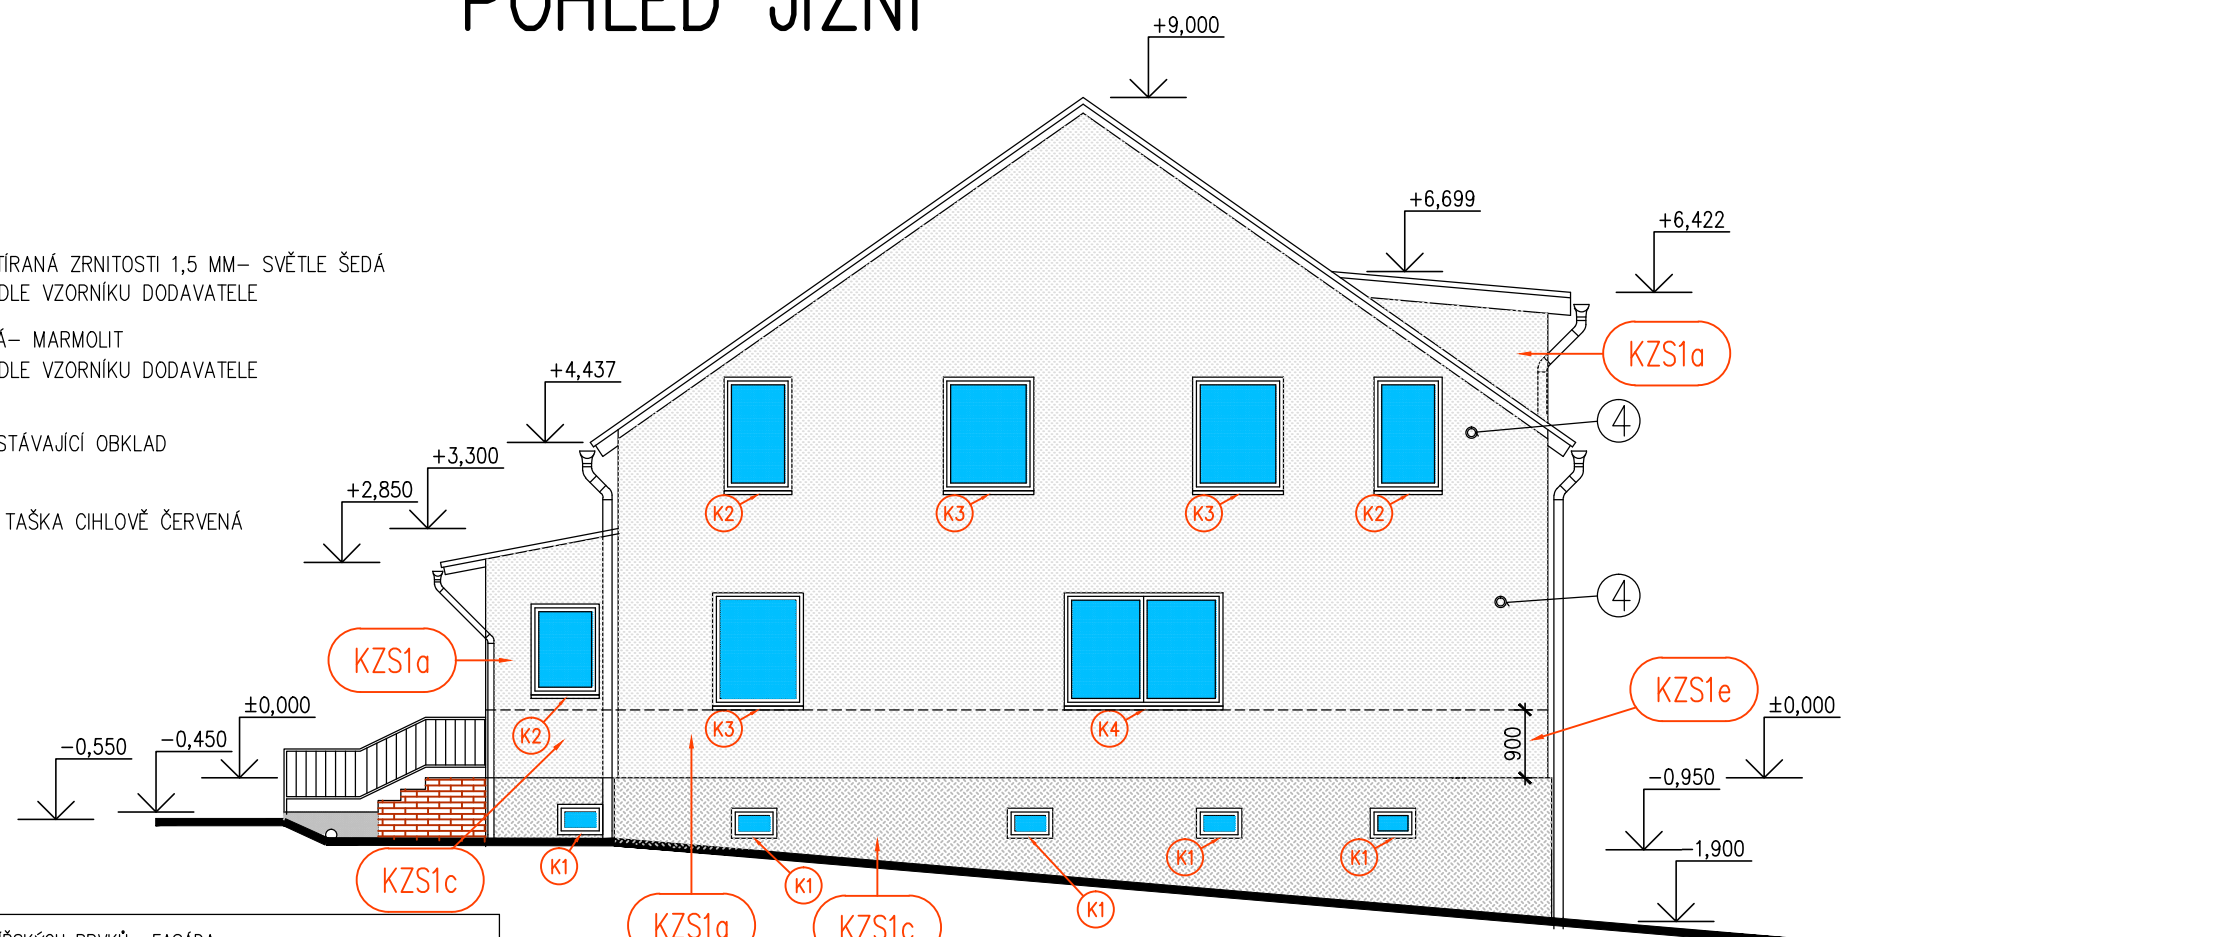 POHLED JIŽNÍ
+9,000
+6,699
+6,422
TÍRANÁ ZRNITOSTI 1,5 MM– SVĚTLE ŠEDÁ
DLE VZORNÍKU DODAVATELE
Á– MARMOLIT
DLE VZORNÍKU DODAVATELE
STÁVAJÍCÍ OBKLAD
TAŠKA CIHLOVĚ ČERVENÁ
+4,437
+3,300
+2,850
KZS1a
4
K2
K3
K3
K2
4
KZS1a
KZS1e
±0,000
±0,000
-0,550
-0,450
K2
K3
K4
900
-0,950
-1,900
KZS1c
K1
K1
K1
K1
K1
KZS1a
KZS1c
FASÁDA